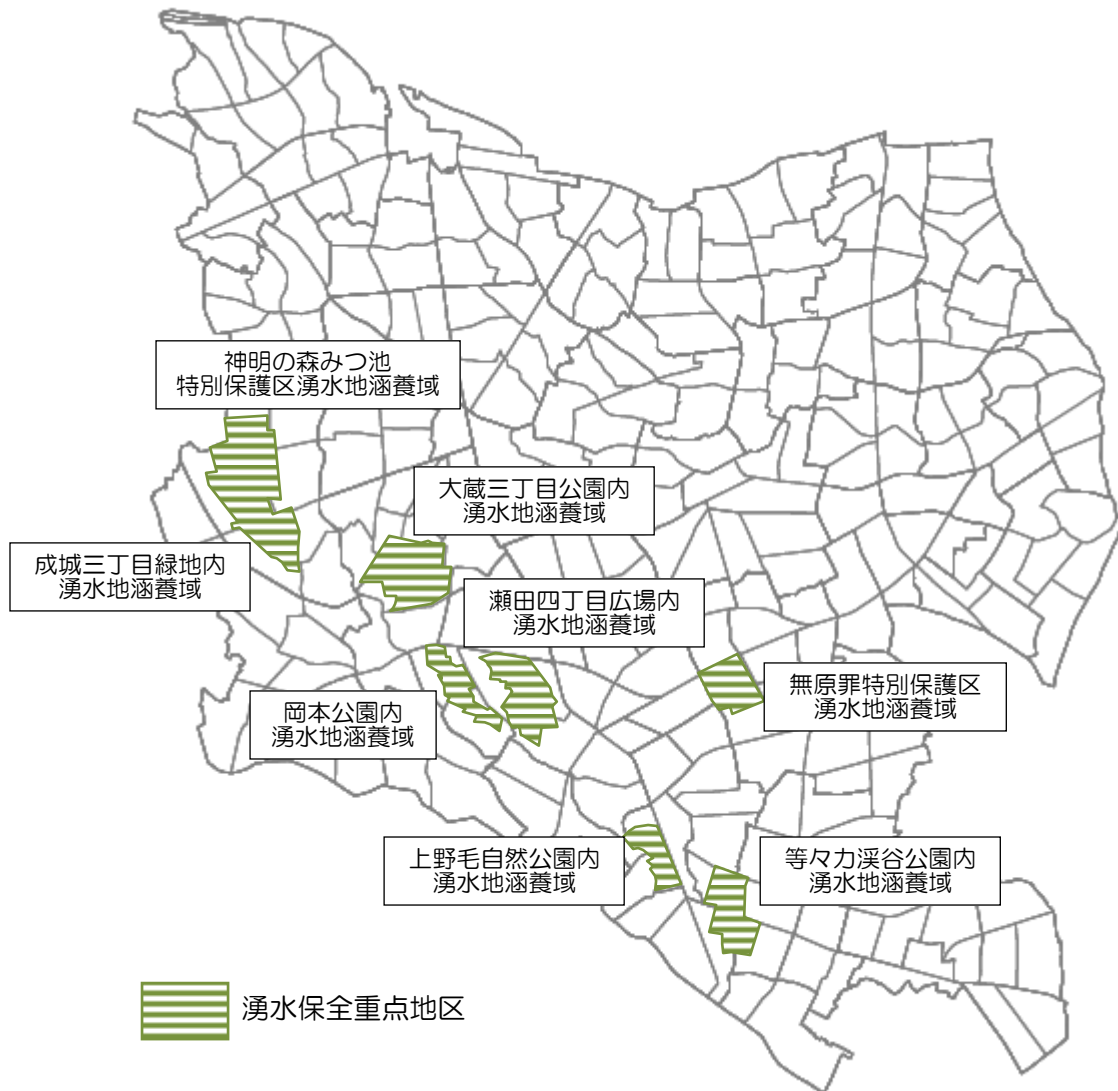 神明の森みつ池
特別保護区湧水地涵養域
大蔵三丁目公園内
湧水地涵養域
成城三丁目緑地内
湧水地涵養域
瀬田四丁目広場内
湧水地涵養域
無原罪特別保護区
湧水地涵養域
岡本公園内
湧水地涵養域
上野毛自然公園内
湧水地涵養域
等々力渓谷公園内
湧水地涵養域
湧水保全重点地区